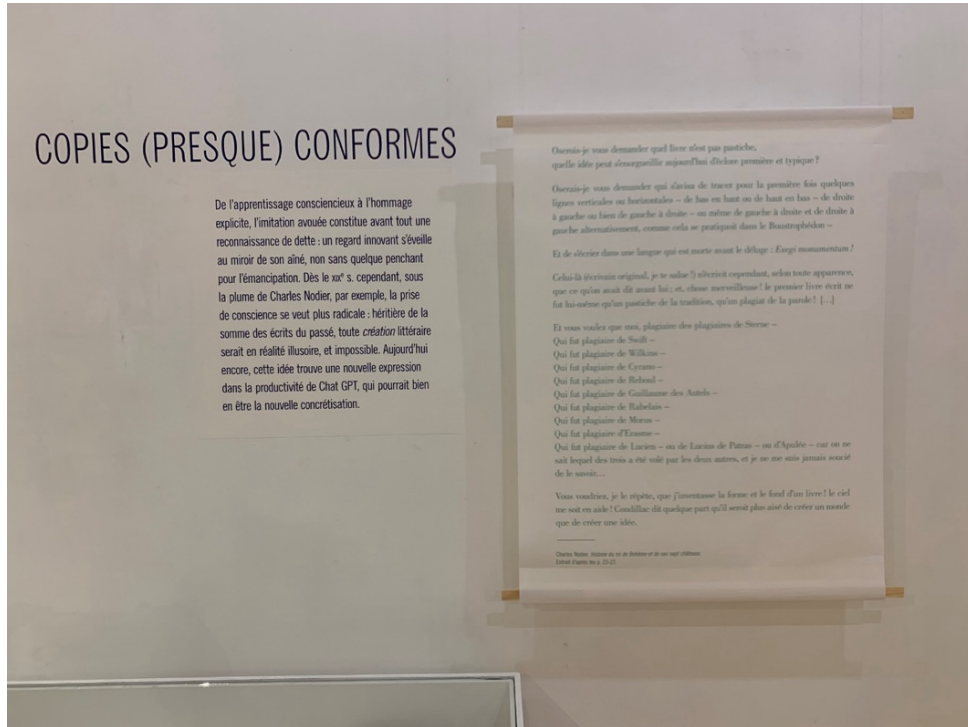 COPIES (PRESQUE) CONFORMES
De l'apprentissage consciencieux à l'hommage
explicite, l'imitation avouée constitue avant tout une
reconnaissance de dette : un regard innovant s'éveille
au miroir de son aîné, non sans quelque penchant
pour l'émancipation. Dès le XIXᵉ s. cependant, sous
la plume de Charles Nodier, par exemple, la prise
de conscience se veut plus radicale : héritière de la
somme des écrits du passé, toute création littéraire
serait en réalité illusoire, et impossible. Aujourd'hui
encore, cette idée trouve une nouvelle expression
dans la productivité de Chat GPT, qui pourrait bien
en être la nouvelle concrétisation.
Oserais-je vous demander quel livre n'est pas pastiche,
quelle idée peut s'enorgueillir aujourd'hui d'éclore première et typique ?
Oserais-je vous demander qui s'avisa de tracer pour la première fois quelques
lignes verticales ou horizontales – de bas en haut ou de haut en bas – de droite
à gauche ou bien de gauche à droite – ou même de gauche à droite et de droite à
gauche alternativement, comme cela se pratiquoit dans le Boustrophédon –
Et de s'écrier dans une langue qui est morte avant le déluge : Exegi monumentum !
Celui-là (écrivain original, je te salue !) n'écrivit cependant, selon toute apparence,
que ce qu'on avait dit avant lui ; et, chose merveilleuse ! le premier livre écrit ne
fut lui-même qu'un pastiche de la tradition, qu'un plagiat de la parole ! [...]
Et vous voulez que moi, plagiaire des plagiaires de Sterne –
Qui fut plagiaire de Swift –
Qui fut plagiaire de Wilkins –
Qui fut plagiaire de Cyrano –
Qui fut plagiaire de Reboul –
Qui fut plagiaire de Guillaume des Autels –
Qui fut plagiaire de Rabelais –
Qui fut plagiaire de Morus –
Qui fut plagiaire d'Erasme –
Qui fut plagiaire de Lucien – ou de Lucius de Patras – ou d'Apulée – car on ne
sait lequel des trois a été volé par les deux autres, et je ne me suis jamais soucié
de le savoir...
Vous voudriez, je le répète, que j'inventasse la forme et le fond d'un livre ! le ciel
me soit en aide ! Condillac dit quelque part qu'il seroit plus aisé de créer un monde
que de créer une idée.
Charles Nodier, Histoire du roi de Bohême et de ses sept châteaux
Extrait d'après les p.